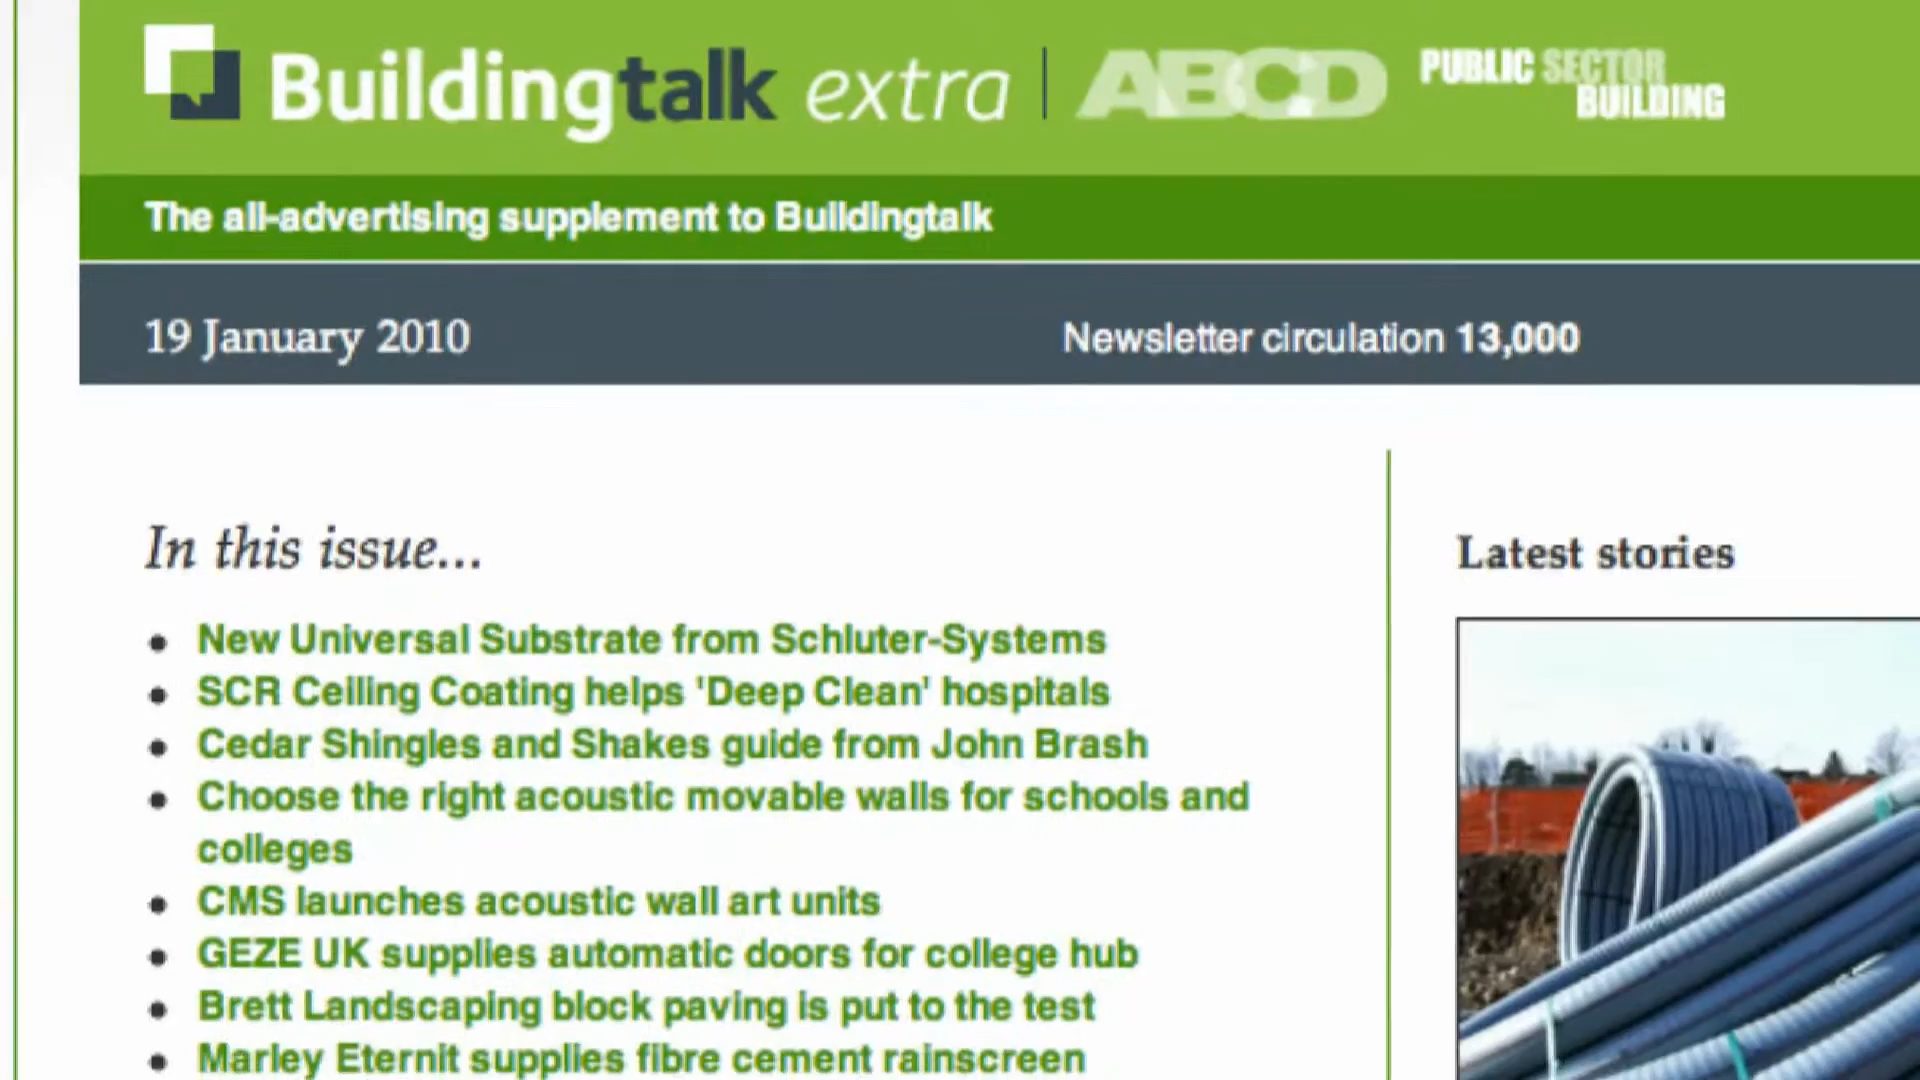 Buildingtalk extra | ABCD PUBLIC SECTOR BUILDING
The all-advertising supplement to Buildingtalk
19 January 2010
Newsletter circulation 13,000
In this issue...
• New Universal Substrate from Schluter-Systems
• SCR Ceiling Coating helps 'Deep Clean' hospitals
• Cedar Shingles and Shakes guide from John Brash
• Choose the right acoustic movable walls for schools and
colleges
• CMS launches acoustic wall art units
• GEZE UK supplies automatic doors for college hub
• Brett Landscaping block paving is put to the test
• Marley Eternit supplies fibre cement rainscreen
Latest stories